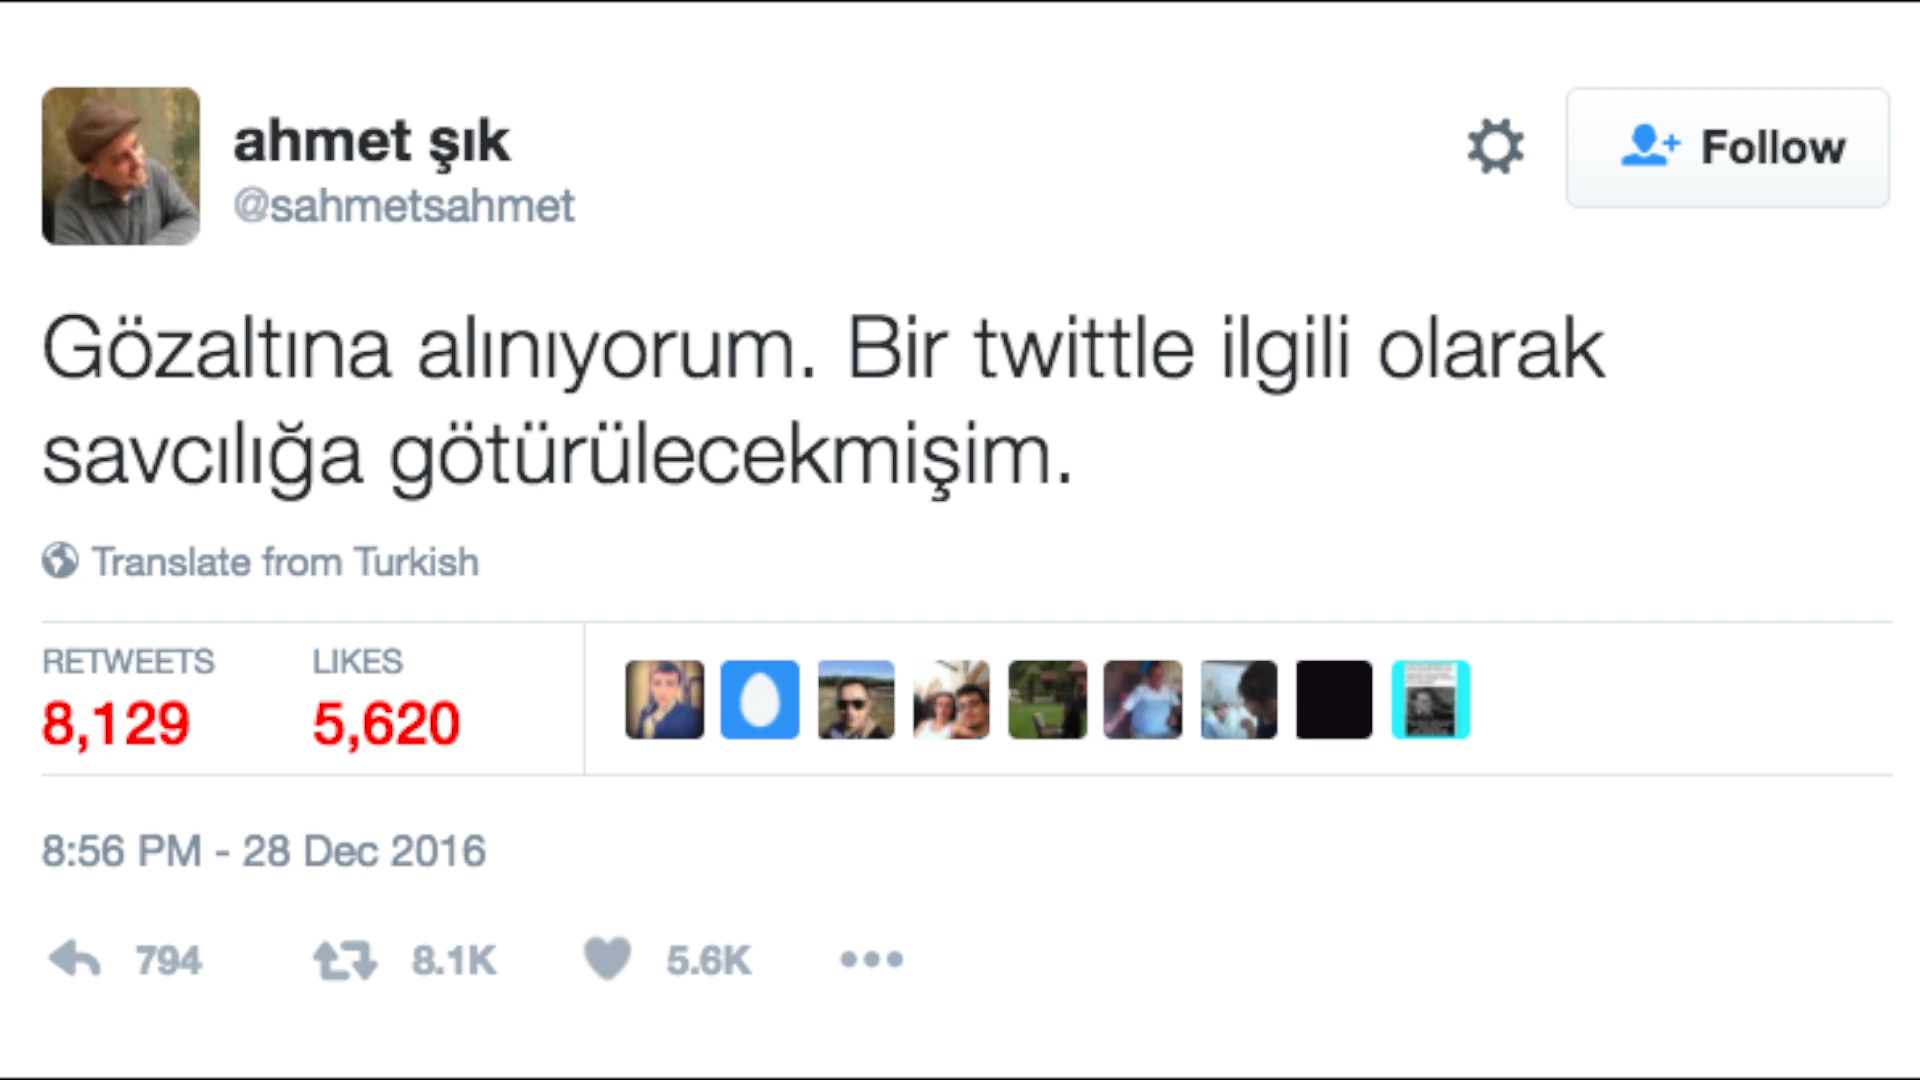 ahmet şık
@sahmetsahmet
Follow
Gözaltına alınıyorum. Bir twittle ilgili olarak
savcılığa götürülecekmişim.
Translate from Turkish
RETWEETS LIKES
8,129 5,620
8:56 PM - 28 Dec 2016
794 8.1K 5.6K